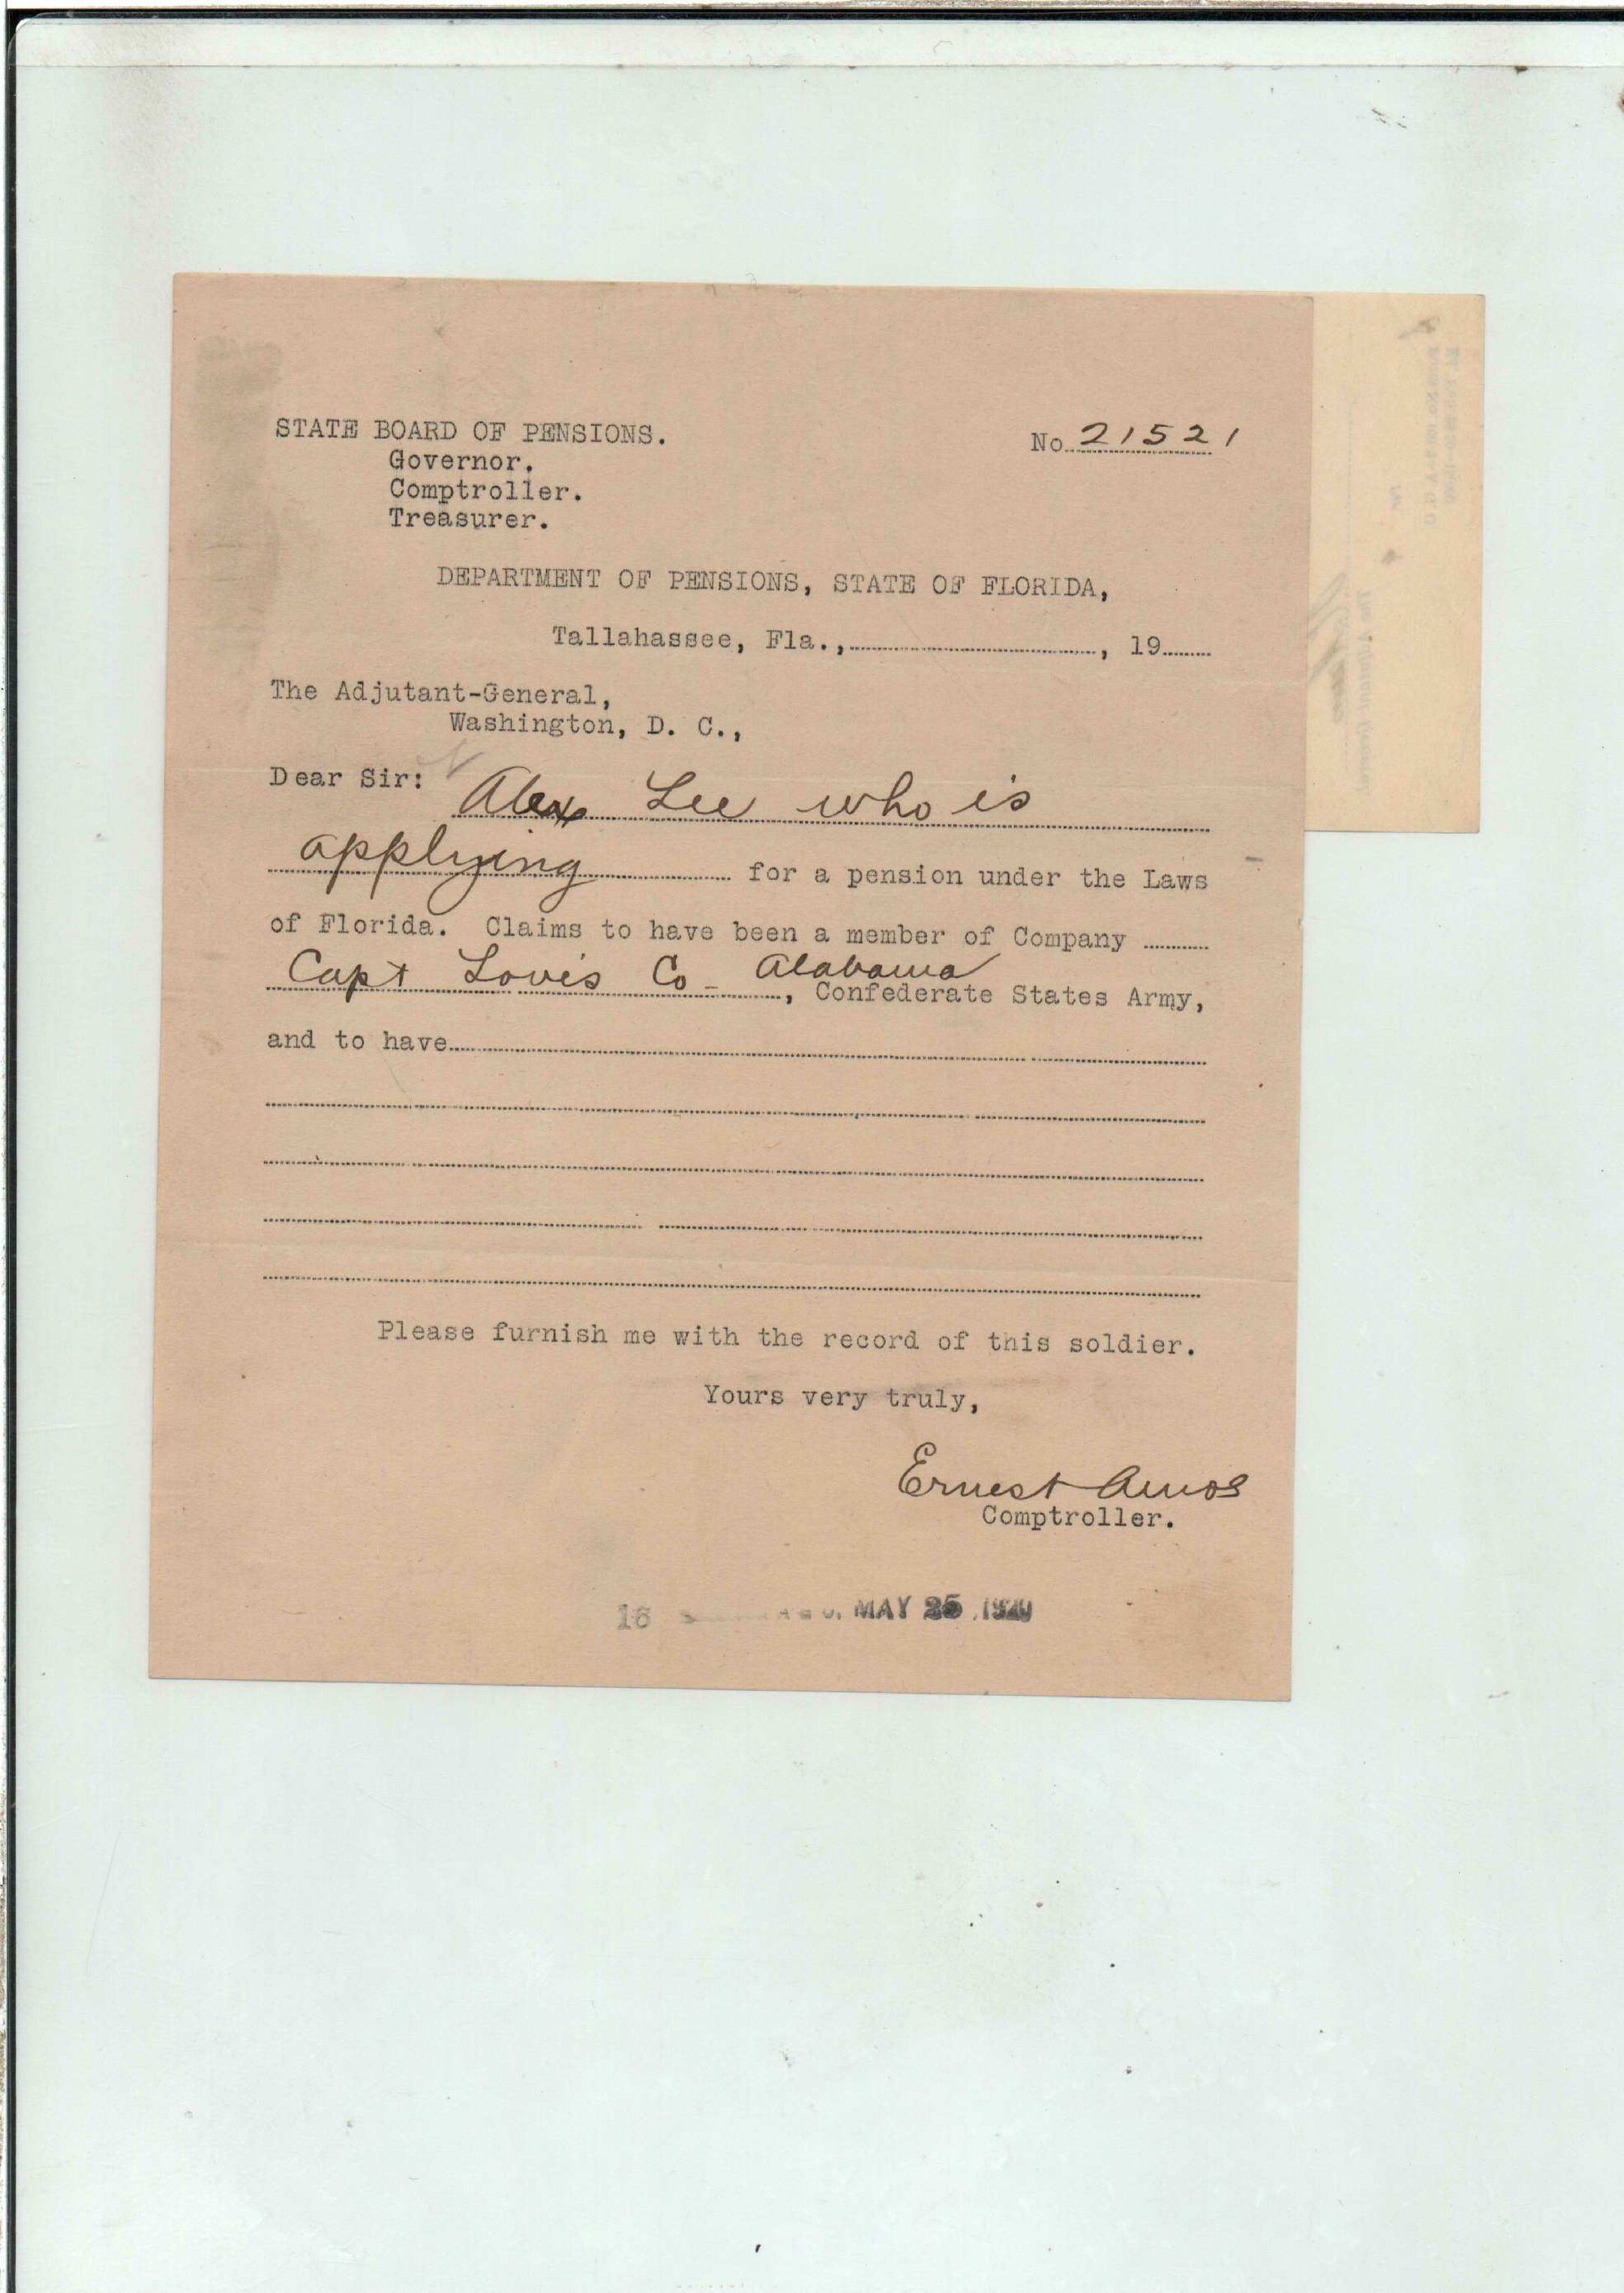 STATE BOARD OF PENSIONS.
No. 21521
Governor.
Comptroller.
Treasurer.
DEPARTMENT OF PENSIONS, STATE OF FLORIDA,
Tallahassee, Fla.,, 19
The Adjutant-General,
Washington, D. C.,
Dear Sir:
Alex Lee who is
applying for a pension under the Laws
of Florida. Claims to have been a member of Company
Capt Loves Co - Alabama, Confederate States Army,
and to have
Please furnish me with the record of this soldier.
Yours very truly,
Ernest Amos
Comptroller.
MAY 1920